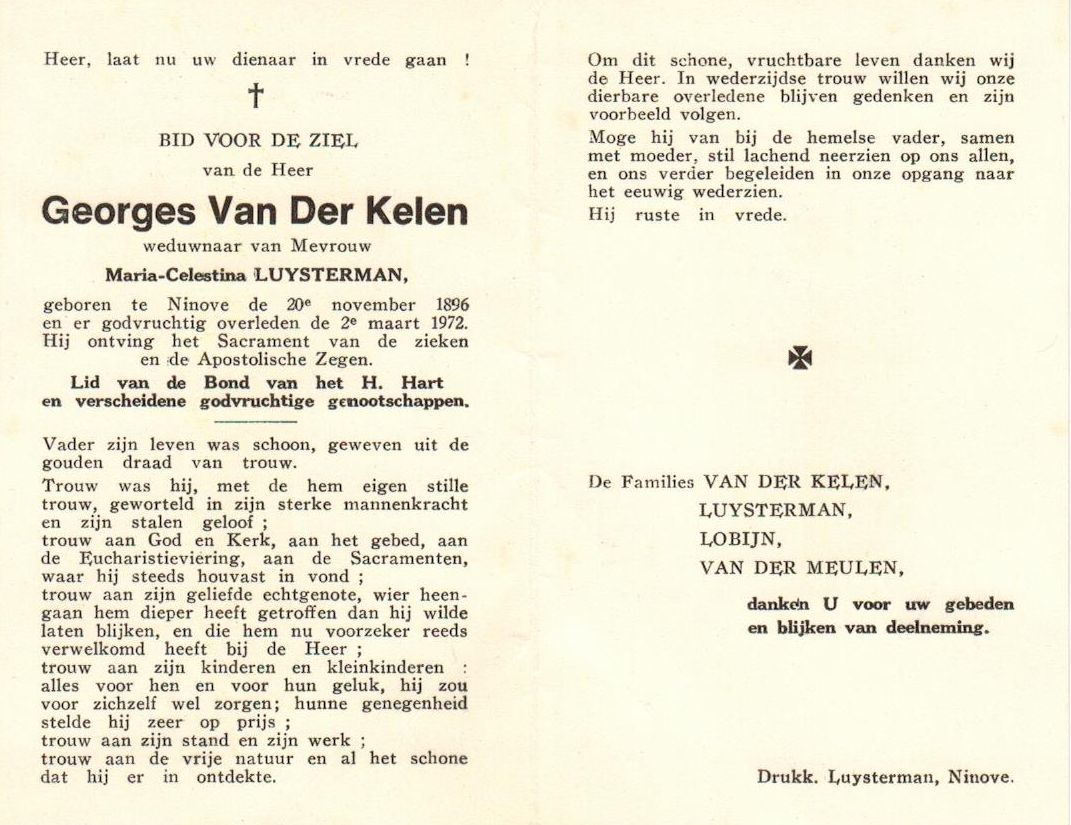 Heer, laat nu uw dienaar in vrede gaan !
†
BID VOOR DE ZIEL
van de Heer
Georges Van Der Kelen
weduwnaar van Mevrouw
Maria-Celestina LUYSTERMAN,
geboren te Ninove de 20e november 1896
en er godvruchtig overleden de 2e maart 1972.
Hij ontving het Sacrament van de zieken
en de Apostolische Zegen.
Lid van de Bond van het H. Hart
en verscheidene godvruchtige genootschappen.
Vader zijn leven was schoon, geweven uit de
gouden draad van trouw.
Trouw was hij, met de hem eigen stille
trouw, geworteld in zijn sterke mannenkracht
en zijn stalen geloof ;
trouw aan God en Kerk, aan het gebed, aan
de Eucharistieviering, aan de Sacramenten,
waar hij steeds houvast in vond ;
trouw aan zijn geliefde echtgenote, wier heen-
gaan hem dieper heeft getroffen dan hij wilde
laten blijken, en die hem nu voorzeker reeds
verwelkomd heeft bij de Heer ;
trouw aan zijn kinderen en kleinkinderen :
alles voor hen en voor hun geluk, hij zou
voor zichzelf wel zorgen; hunne genegenheid
stelde hij zeer op prijs ;
trouw aan zijn stand en zijn werk ;
trouw aan de vrije natuur en al het schone
dat hij er in ontdekte.
Om dit schone, vruchtbare leven danken wij
de Heer. In wederzijdse trouw willen wij onze
dierbare overledene blijven gedenken en zijn
voorbeeld volgen.
Moge hij van bij de hemelse vader, samen
met moeder, stil lachend neerzien op ons allen,
en ons verder begeleiden in onze opgang naar
het eeuwig wederzien.
Hij ruste in vrede.
De Families VAN DER KELEN,
LUYSTERMAN,
LOBIJN,
VAN DER MEULEN,
danken U voor uw gebeden
en blijken van deelneming.
Drukk. Luysterman, Ninove.